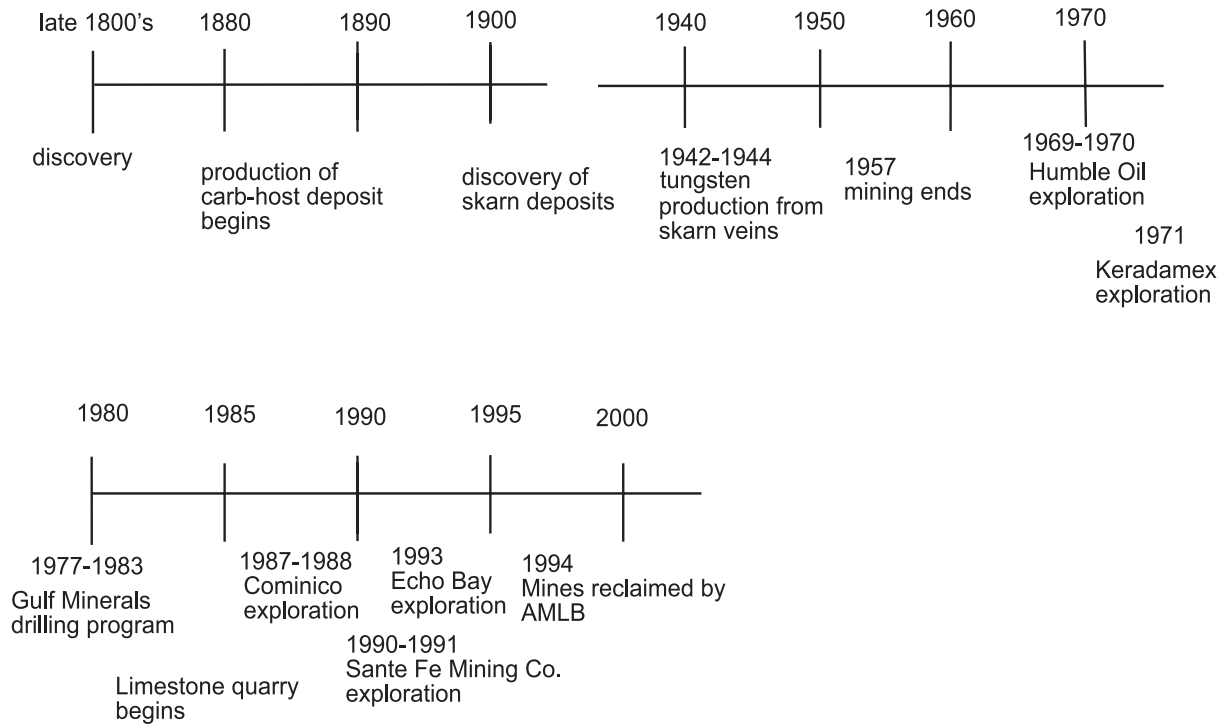 late 1800's 1880 1890 1900 1940 1950 1960 1970
discovery
production of
carb-host deposit
begins
discovery of
skarn deposits
1942-1944
tungsten
production from
skarn veins
1957
mining ends
1969-1970
Humble Oil
exploration
1971
Keradamex
exploration
1980 1985 1990 1995 2000
1977-1983
Gulf Minerals
drilling program
Limestone quarry
begins
1987-1988
Cominico
exploration
1990-1991
Sante Fe Mining Co.
exploration
1993
Echo Bay
exploration
1994
Mines reclaimed by
AMLB